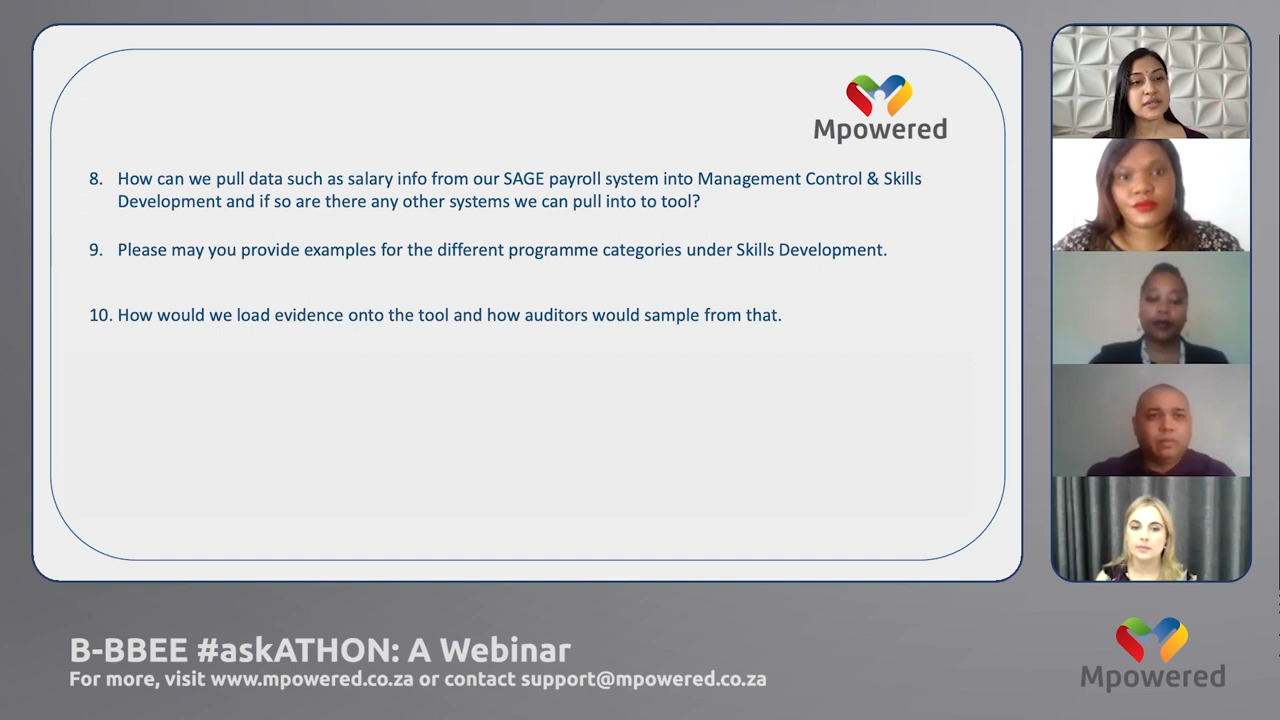 Mpowered
8. How can we pull data such as salary info from our SAGE payroll system into Management Control & Skills
Development and if so are there any other systems we can pull into to tool?
9. Please may you provide examples for the different programme categories under Skills Development.
10. How would we load evidence onto the tool and how auditors would sample from that.
B-BBEE #askATHON: A Webinar
For more, visit www.mpowered.co.za or contact support@mpowered.co.za
Mpowered